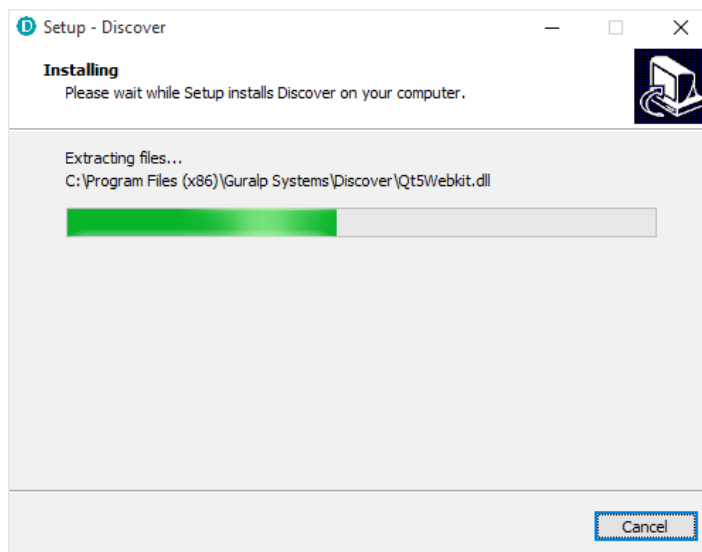 Setup - Discover
Installing
Please wait while Setup installs Discover on your computer.
Extracting files...
C:\Program Files (x86)\Guralp Systems\Discover\Qt5Webkit.dll
Cancel